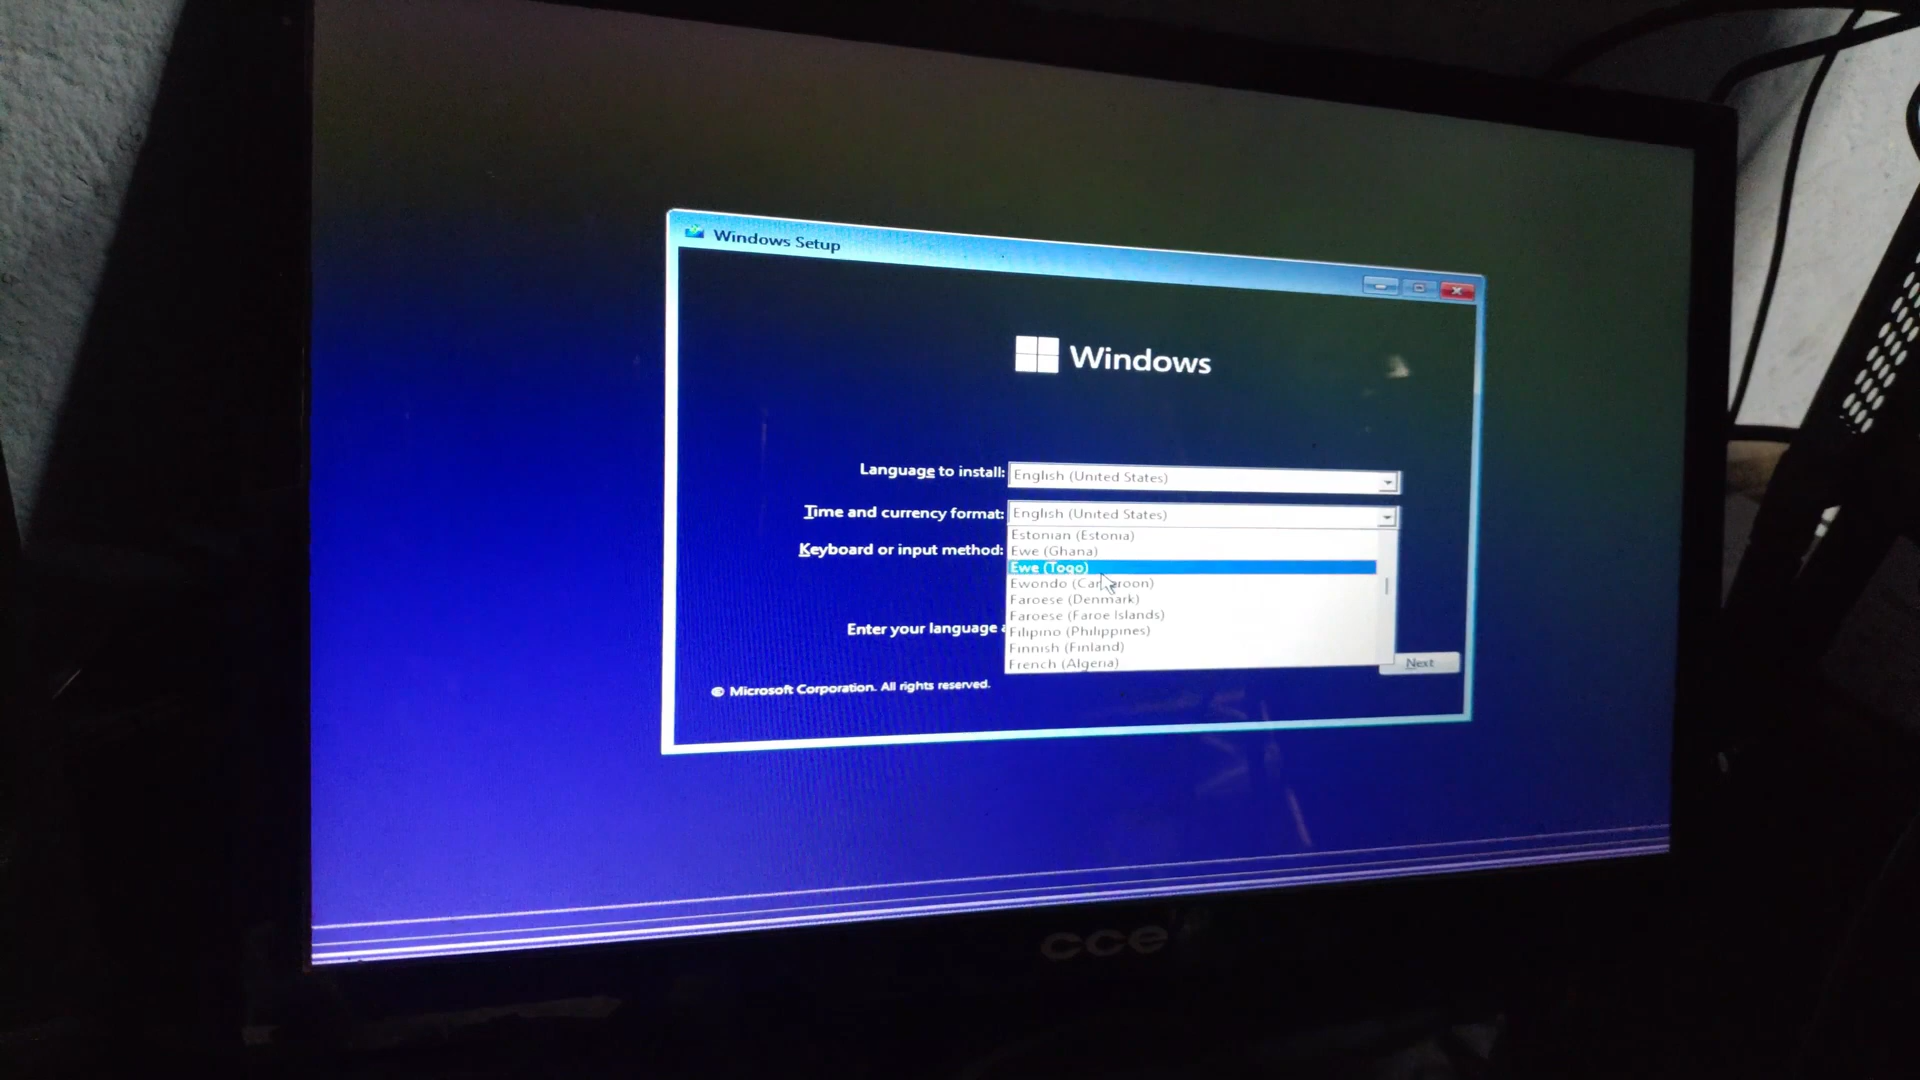 Windows Setup
Windows
Language to install: English (United States)
Time and currency format: English (United States)
Keyboard or input method:
Estonian (Estonia)
Ewe (Ghana)
Ewe (Togo)
Ewondo (Cameroon)
Faroese (Denmark)
Faroese (Faroe Islands)
Filipino (Philippines)
Finnish (Finland)
French (Algeria)
Enter your language
Next
© Microsoft Corporation. All rights reserved.
cce